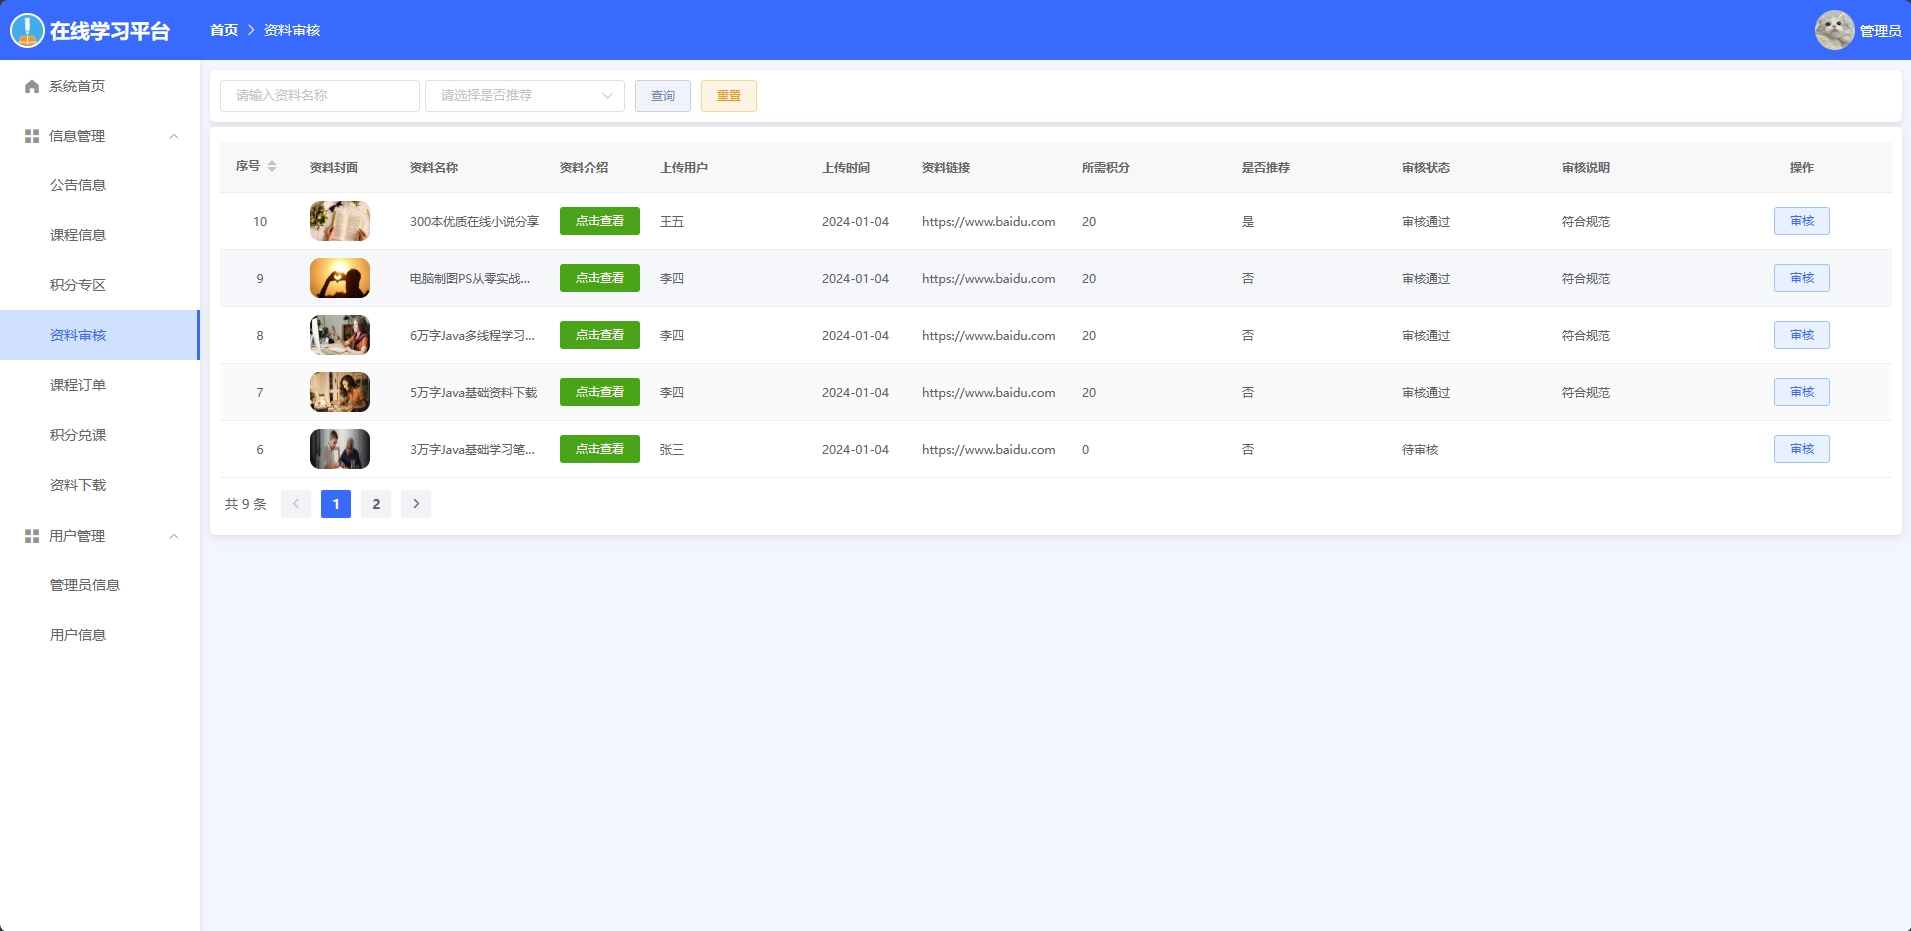 在线学习平台
首页 > 资料审核
管理员
系统首页
信息管理
公告信息
课程信息
积分专区
资料审核
课程订单
积分兑课
资料下载
用户管理
管理员信息
用户信息
请输入资料名称 请选择是否推荐 查询 重置
序号 资料封面 资料名称 资料介绍 上传用户 上传时间 资料链接 所需积分 是否推荐 审核状态 审核说明 操作
10 300本优质在线小说分享 点击查看 王五 2024-01-04 https://www.baidu.com 20 是 审核通过 符合规范 审核
9 电脑制图PS从零实战... 点击查看 李四 2024-01-04 https://www.baidu.com 20 否 审核通过 符合规范 审核
8 6万字Java多线程学习... 点击查看 李四 2024-01-04 https://www.baidu.com 20 否 审核通过 符合规范 审核
7 5万字Java基础资料下载 点击查看 李四 2024-01-04 https://www.baidu.com 20 否 审核通过 符合规范 审核
6 3万字Java基础学习笔... 点击查看 张三 2024-01-04 https://www.baidu.com 0 否 待审核 审核
共 9 条 < 1 2 >